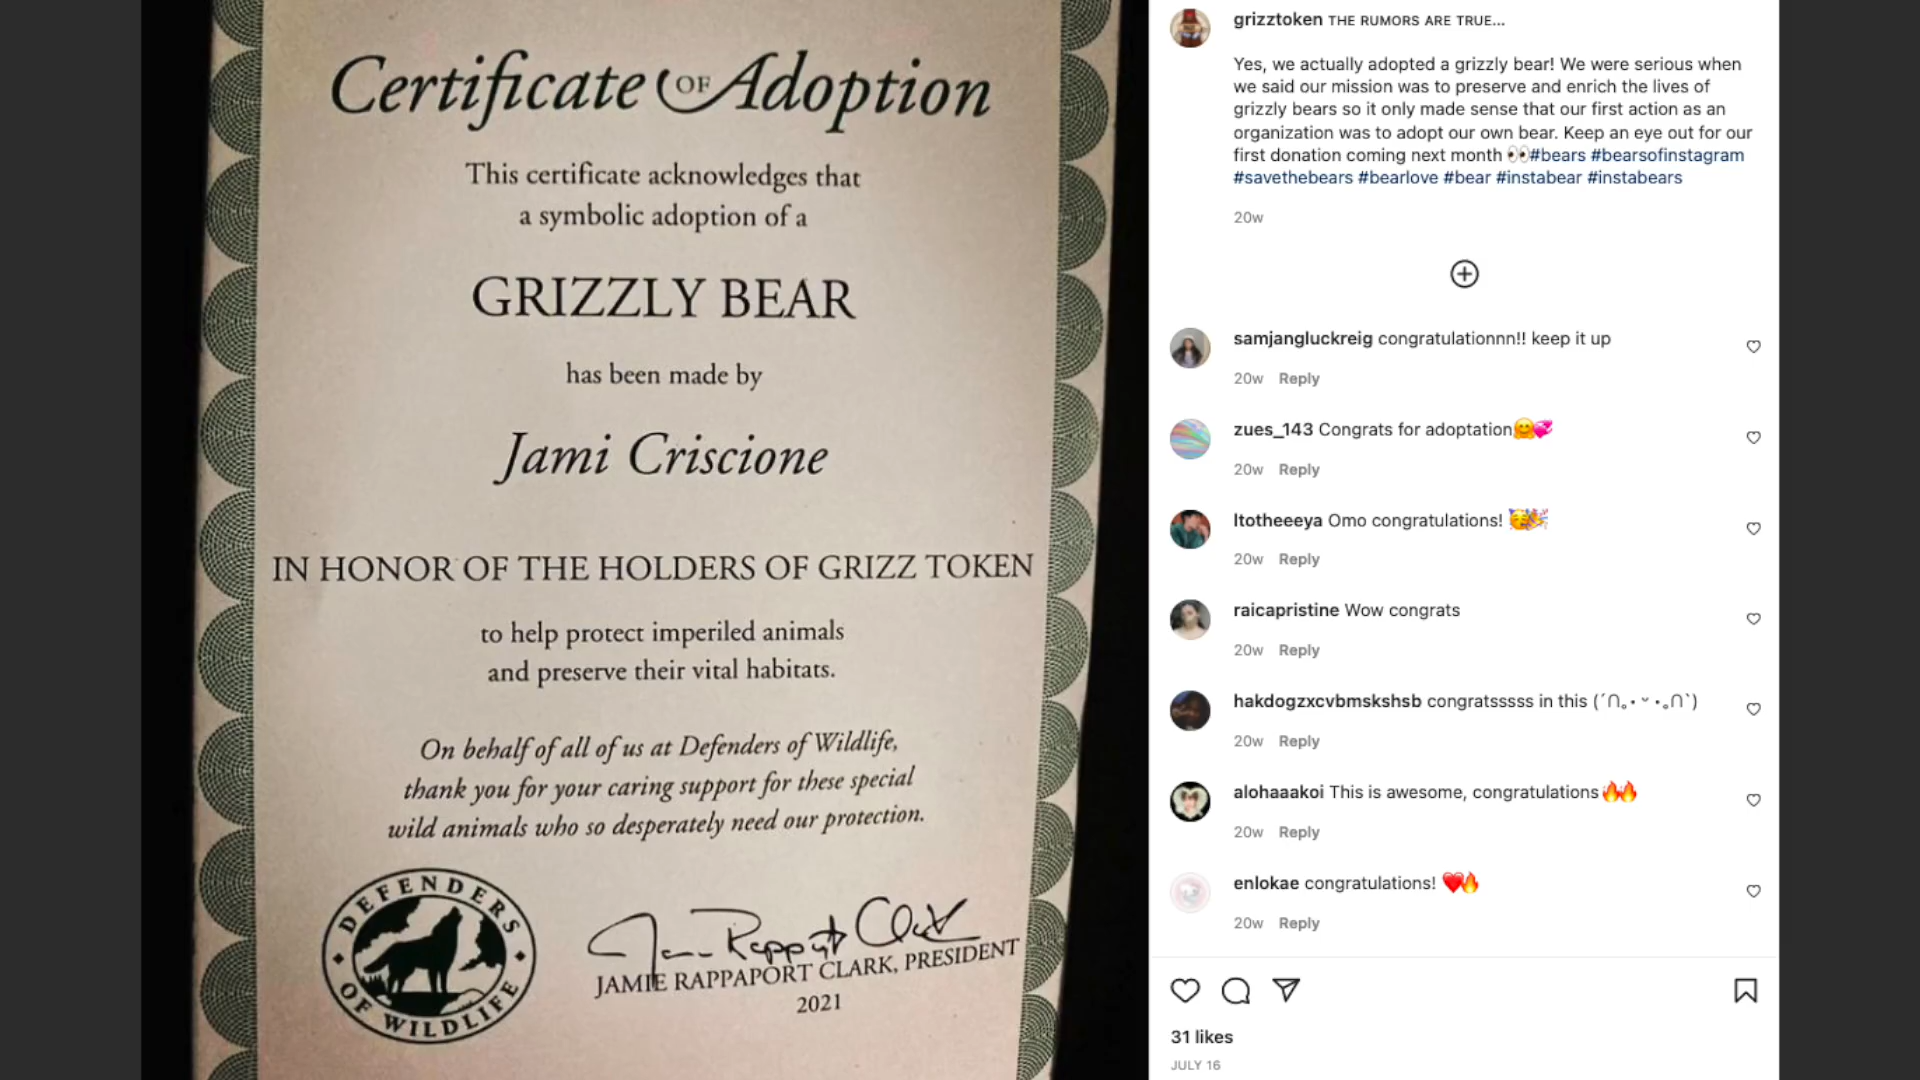 Certificate OF Adoption
This certificate acknowledges that
a symbolic adoption of a
GRIZZLY BEAR
has been made by
Jami Criscione
IN HONOR OF THE HOLDERS OF GRIZZ TOKEN
to help protect imperiled animals
and preserve their vital habitats.
On behalf of all of us at Defenders of Wildlife,
thank you for your caring support for these special
wild animals who so desperately need our protection.
DEFENDERS
OF WILDLIFE
Jamie Rappaport Clark
JAMIE RAPPAPORT CLARK, PRESIDENT
2021
grizztoken THE RUMORS ARE TRUE...
Yes, we actually adopted a grizzly bear! We were serious when
we said our mission was to preserve and enrich the lives of
grizzly bears so it only made sense that our first action as an
organization was to adopt our own bear. Keep an eye out for our
first donation coming next month 👀#bears #bearsofinstagram
#savethebears #bearlove #bear #instabear #instabears
20w
samjangluckreig congratulationnn!! keep it up
20w Reply
zues_143 Congrats for adoptation🤗💞
20w Reply
ltotheeeya Omo congratulations! 🥳🎉
20w Reply
raicapristine Wow congrats
20w Reply
hakdogzxcvbmskshsb congratsssss in this (´∩｡• ᵕ •｡∩`)
20w Reply
alohaaakoi This is awesome, congratulations🔥🔥
20w Reply
enlokae congratulations! ❤️🔥
20w Reply
31 likes
JULY 16